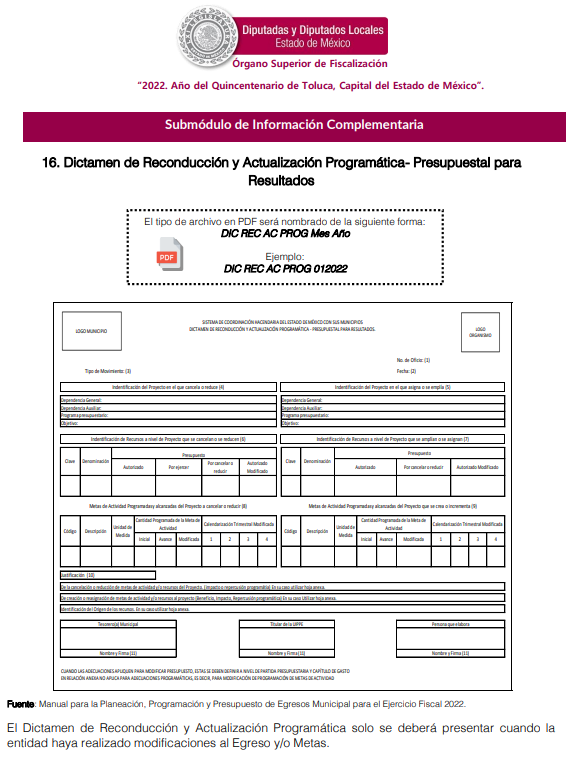 Diputadas y Diputados Locales
Estado de México
Órgano Superior de Fiscalización
"2022. Año del Quincentenario de Toluca, Capital del Estado de México".
Submódulo de Información Complementaria
16. Dictamen de Reconducción y Actualización Programática- Presupuestal para
Resultados
El tipo de archivo en PDF será nombrado de la siguiente forma:
DIC REC AC PROG Mes Año
PDF
Ejemplo:
DIC REC AC PROG 012022
LOGO MUNICIPIO
SISTEMA DE COORDINACIÓN HACENDARIA DEL ESTADO DE MÉXICO CON SUS MUNICIPIOS
DICTAMEN DE RECONDUCCIÓN Y ACTUALIZACIÓN PROGRAMÁTICA - PRESUPUESTAL PARA RESULTADOS.
LOGO
ORGANISMO
No. de Oficio: (1)
Tipo de Movimiento: (3) Fecha: (2)
Indentificación del Proyecto en el que cancela o reduce (4) Indentificación del Proyecto en el que asigna o se amplia (5)
Dependencia General: Dependencia General:
Dependencia Auxiliar: Dependencia Auxiliar:
Programa presupuestario: Programa presupuestario:
Objetivo: Objetivo:
Indentificación de Recursos a nivel de Proyecto que se cancelan o se reducen (6) Indentificación de Recursos a nivel de Proyecto que se amplian o se asignan (7)
Clave Denominación Presupuesto Clave Denominación Presupuesto
Autorizado Por ejercer Por cancelar o reducir Autorizado Modificado Autorizado Por cancelar o reducir Autorizado Modificado
Metas de Actividad Programadas y alcanzados del Proyecto a cancelar o reducir (8) Metas de Actividad Programadas y alcanzados del Proyecto que se crea o incrementa (9)
Código Descripción Unidad de Medida Cantidad Programada de la Meta de Actividad Calendarización Trimestral Modificada Código Descripción Unidad de Medida Cantidad Programada de la Meta de Actividad Calendarización Trimestral Modificada
Inicial Avance Modificada 1 2 3 4 Inicial Avance Modificada 1 2 3 4
Justificación (10)
De la cancelación o reducción de metas de actividad y/o recursos del Proyecto. (Impacto o repercusión programática) En su caso utilizar hoja anexa.
De creación o reasignación de metas de actividad y/o recursos al proyecto (Beneficio, Impacto, Repercusión programática) En su caso Utilizar hoja anexa.
Identificación del Origen de los recursos. En su caso utilizar hoja anexa.
Tesorero(a) Municipal Titular de la UIPPE Persona que elabora
Nombre y Firma (11) Nombre y Firma (11) Nombre y Firma (13)
CUANDO LAS ADECUACIONES APLIQUEN PARA MODIFICAR PRESUPUESTO, ESTAS SE DEBEN DEFINIR A NIVEL DE PARTIDA PRESUPUESTARIA Y CAPÍTULO DE GASTO
EN RELACIÓN ANEXA NO APLICA PARA ADECUACIONES PROGRAMÁTICAS, ES DECIR, PARA MODIFICACIÓN DE PROGRAMACIÓN DE METAS DE ACTIVIDAD
Fuente: Manual para la Planeación, Programación y Presupuesto de Egresos Municipal para el Ejercicio Fiscal 2022.
El Dictamen de Reconducción y Actualización Programática solo se deberá presentar cuando la
entidad haya realizado modificaciones al Egreso y/o Metas.